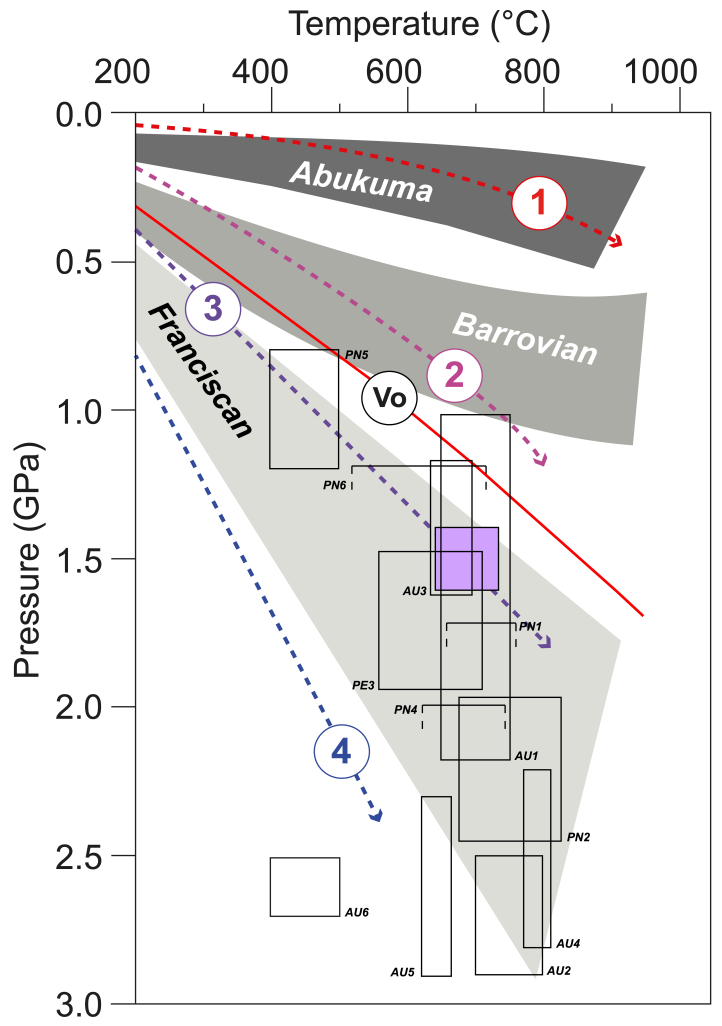 Temperature (°C)
200 400 600 800 1000
0.0
Abukuma
1
0.5
3
Barrovian
Franciscan
PN5
2
Vo
1.0
PN6
Pressure (GPa)
1.5
AU3
PN1
PE3
2.0
PN4
4
AU1
PN2
2.5
AU6
AU4
AU5
AU2
3.0